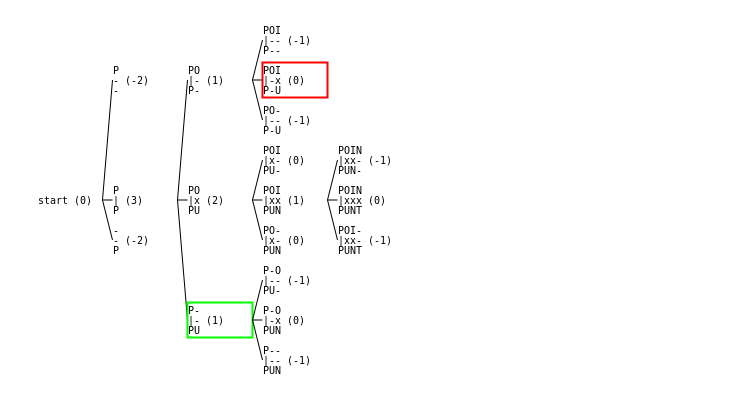 start (0)
P
- (-2)
-
P
| (3)
P
-
- (-2)
P
PO
|- (1)
P-
PO
|x (2)
PU
P-
|- (1)
PU
POI
|-- (-1)
P--
POI
|-x (0)
P-U
PO-
|-- (-1)
P-U
POI
|x- (0)
PU-
POI
|xx (1)
PUN
PO-
|x- (0)
PUN
P-O
|-- (-1)
PU-
P-O
|-x (0)
PUN
P--
|-- (-1)
PUN
POIN
|xx- (-1)
PUN-
POIN
|xxx (0)
PUNT
POI-
|xx- (-1)
PUNT